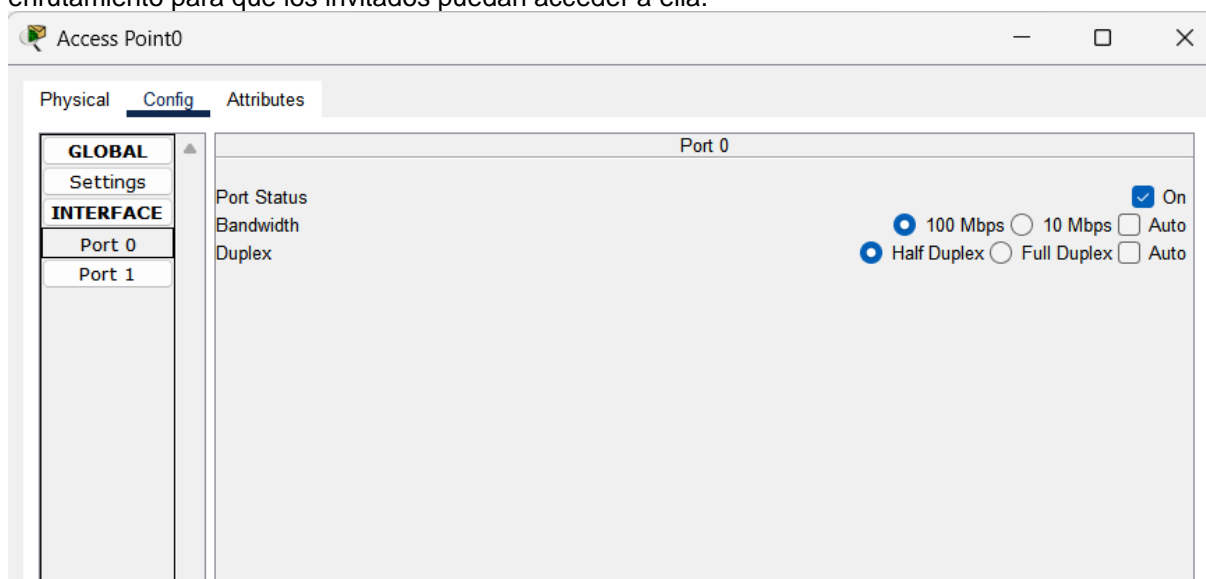 enrutamiento para que los invitados puedan acceder a ella.
Access Point0
Physical Config Attributes
GLOBAL
Settings
INTERFACE
Port 0
Port 1
Port 0
Port Status On
Bandwidth 100 Mbps 10 Mbps Auto
Duplex Half Duplex Full Duplex Auto